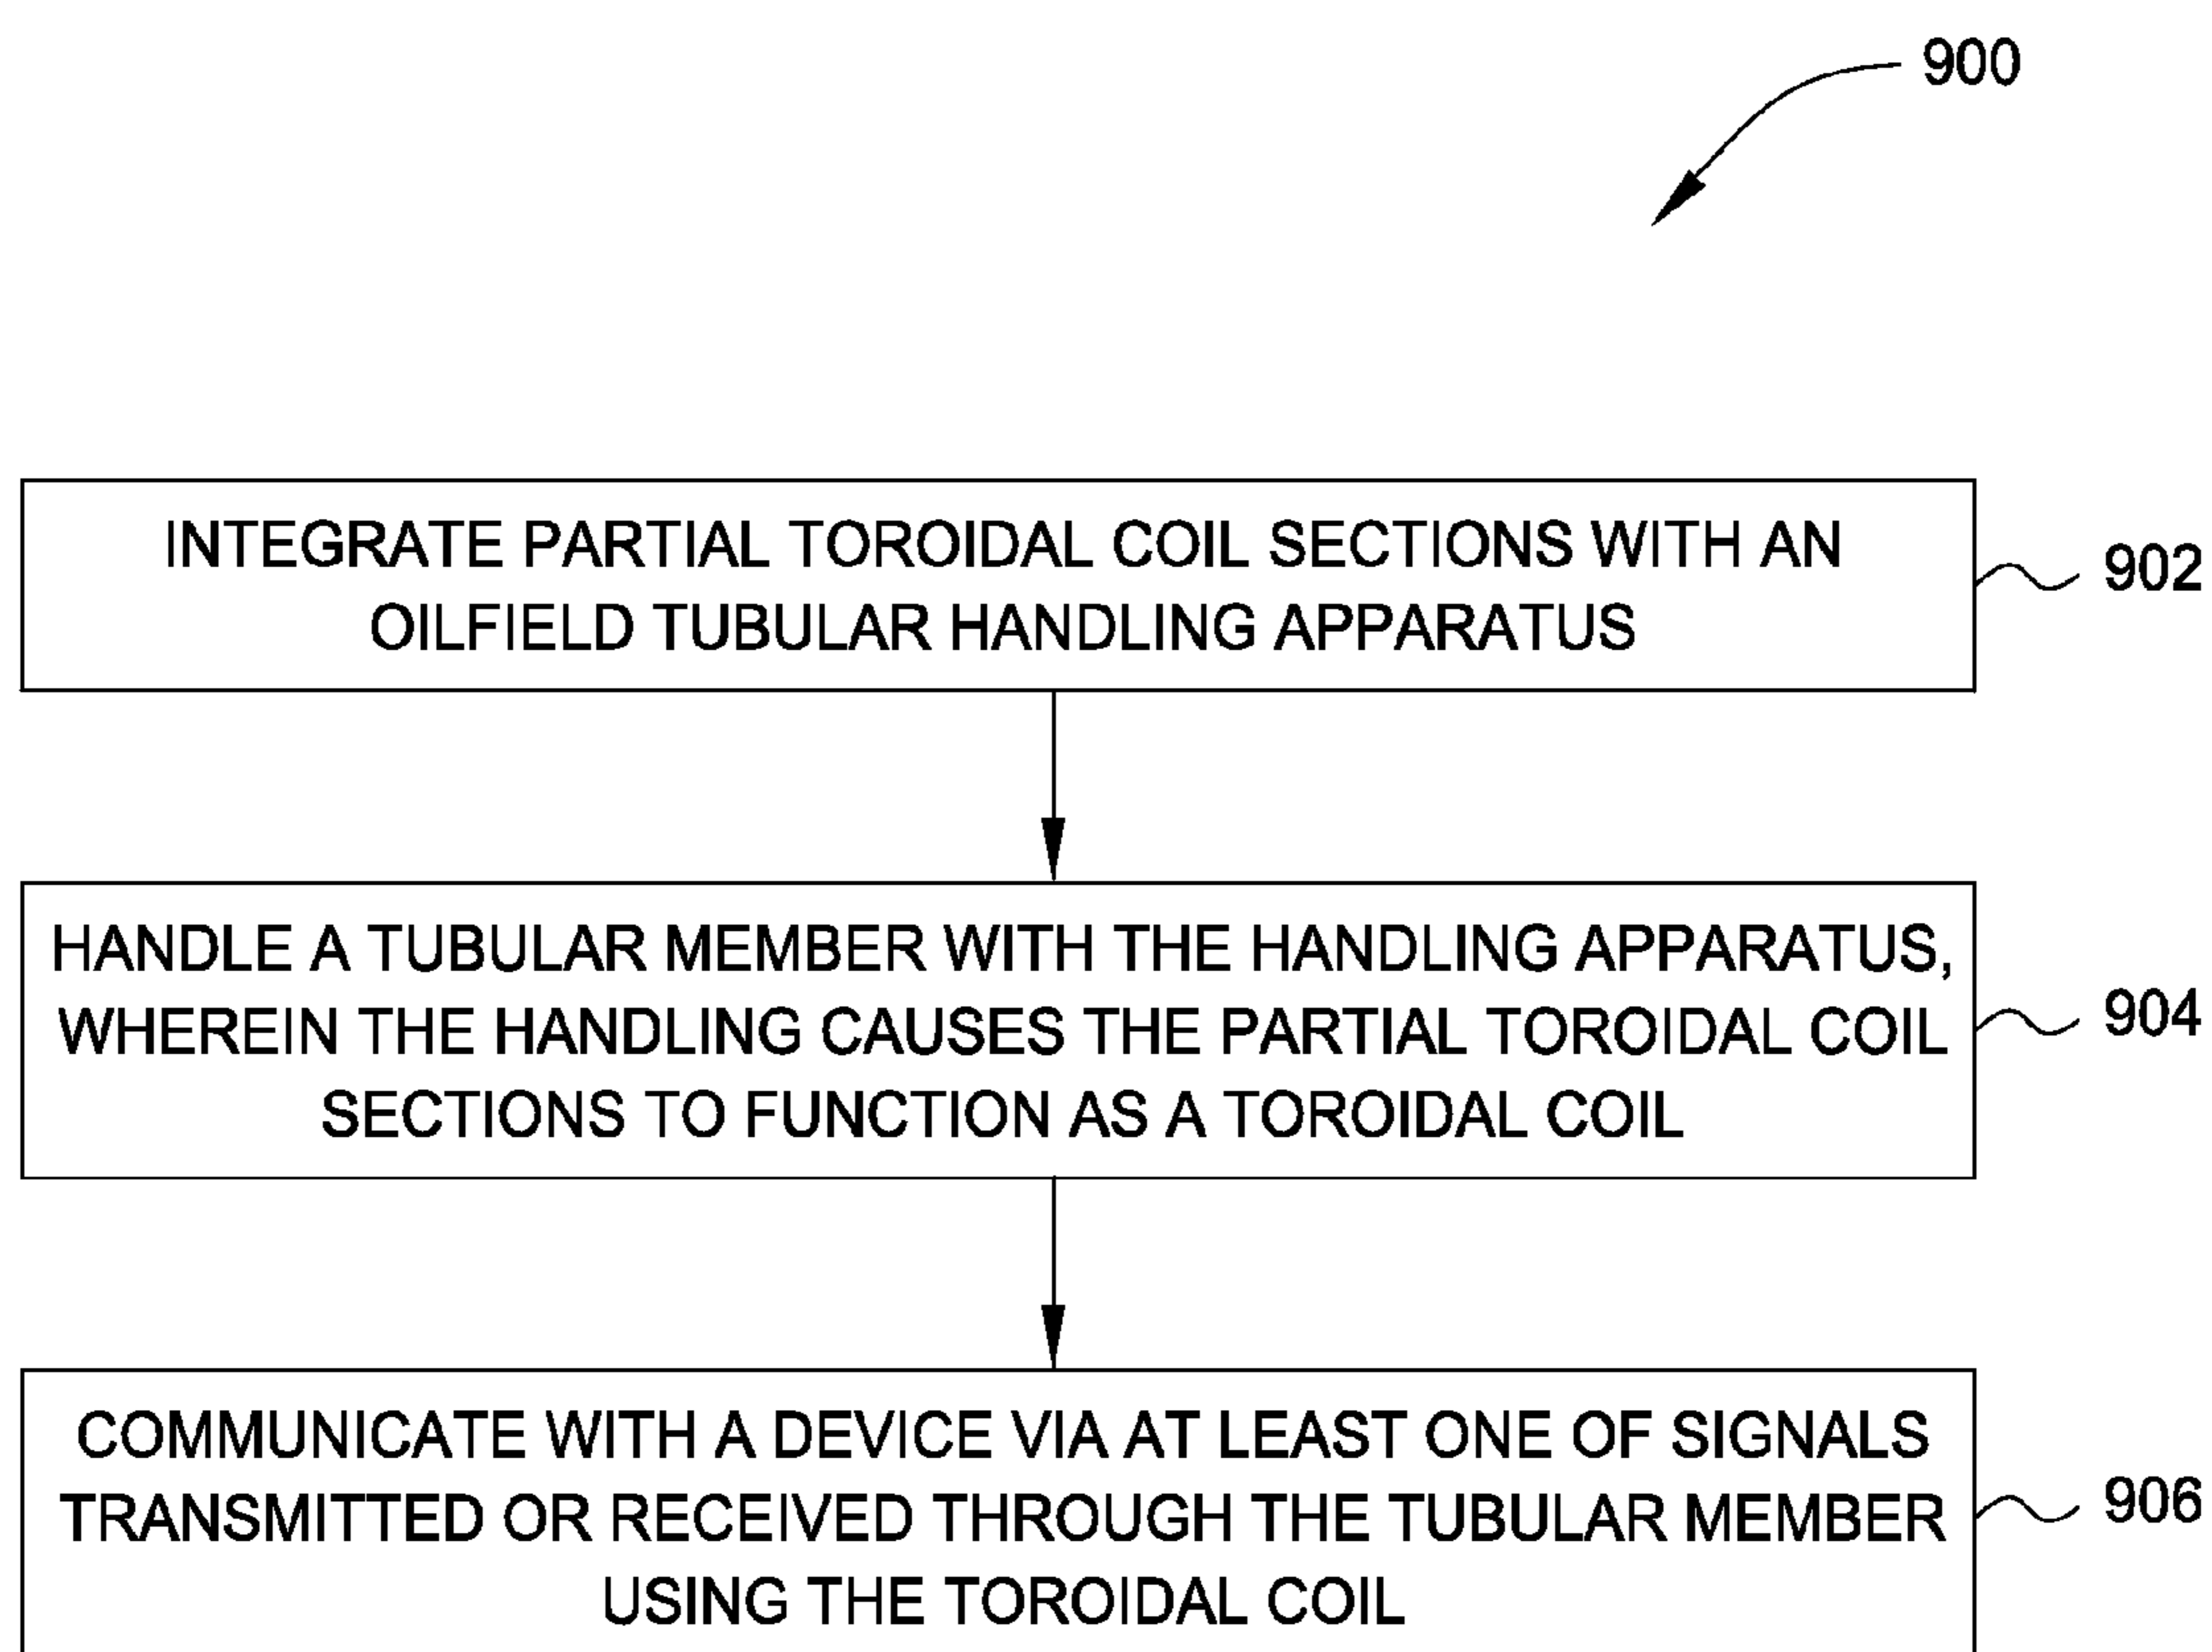 900
INTEGRATE PARTIAL TOROIDAL COIL SECTIONS WITH AN
OILFIELD TUBULAR HANDLING APPARATUS
902
HANDLE A TUBULAR MEMBER WITH THE HANDLING APPARATUS,
WHEREIN THE HANDLING CAUSES THE PARTIAL TOROIDAL COIL
SECTIONS TO FUNCTION AS A TOROIDAL COIL
904
COMMUNICATE WITH A DEVICE VIA AT LEAST ONE OF SIGNALS
TRANSMITTED OR RECEIVED THROUGH THE TUBULAR MEMBER
USING THE TOROIDAL COIL
906